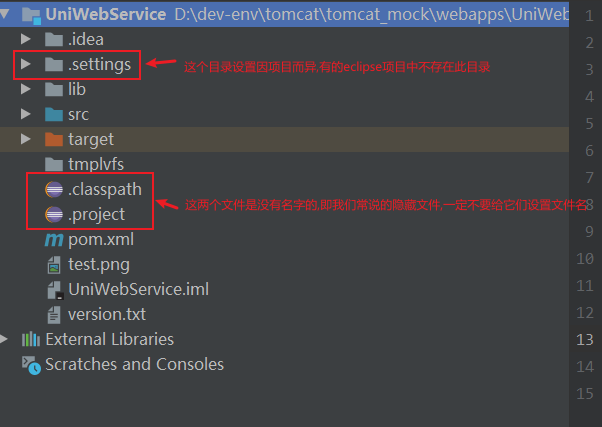 UniWebService D:\dev-env\tomcat\tomcat_mock\webapps\UniWeb
.idea
.settings
这个目录设置因项目而异,有的eclipse项目中不存在此目录
lib
src
target
tmplvfs
.classpath
.project
这两个文件是没有名字的,即我们常说的隐藏文件,一定不要给它们设置文件名
pom.xml
test.png
UniWebService.iml
version.txt
External Libraries
Scratches and Consoles
1
2
3
4
5
6
7
8
9
10
11
12
13
14
15